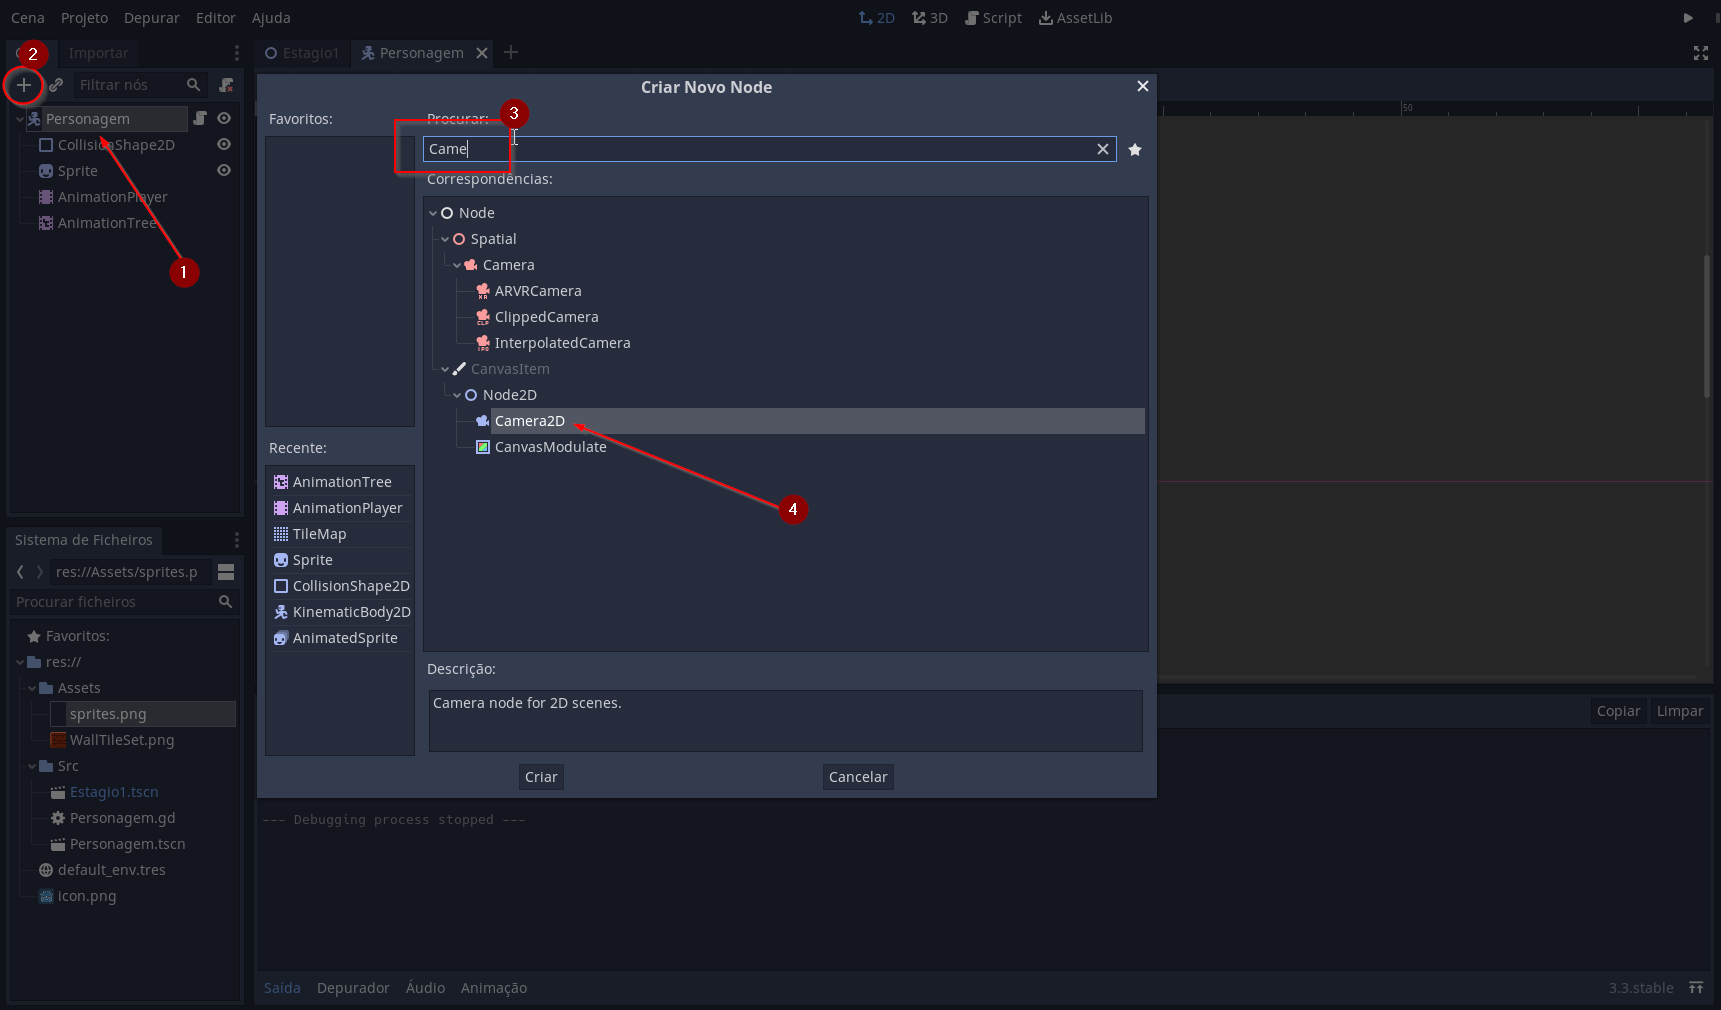 Cena Projeto Depurar Editor Ajuda 2D 3D Script AssetLib
2 Importar Estagio1 Personagem
Filtrar nós
Criar Novo Node
Personagem
CollisionShape2D
Sprite
AnimationPlayer
AnimationTree
1
Favoritos:
3
Procurar:
Came
Correspondências:
Node
Spatial
Camera
ARVRCamera
ClippedCamera
InterpolatedCamera
CanvasItem
Node2D
Camera2D
CanvasModulate
4
Recente:
AnimationTree
AnimationPlayer
TileMap
Sprite
CollisionShape2D
KinematicBody2D
AnimatedSprite
Descrição:
Camera node for 2D scenes.
Criar Cancelar
50
Sistema de Ficheiros
res://Assets/sprites.p
Procurar ficheiros
Favoritos:
res://
Assets
sprites.png
WallTileSet.png
Src
Estagio1.tscn
Personagem.gd
Personagem.tscn
default_env.tres
icon.png
Copiar Limpar
--- Debugging process stopped ---
Saída Depurador Áudio Animação 3.3.stable